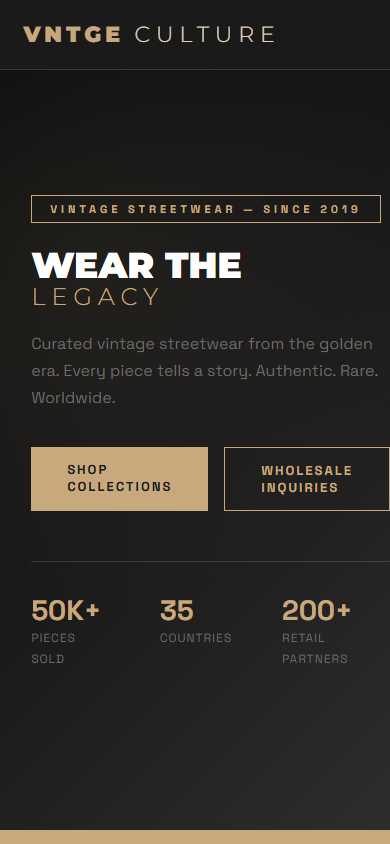 VNTGE CULTURE
VINTAGE STREETWEAR — SINCE 2019
WEAR THE
LEGACY
Curated vintage streetwear from the golden
era. Every piece tells a story. Authentic. Rare.
Worldwide.
SHOP
COLLECTIONS
WHOLESALE
INQUIRIES
50K+
PIECES
SOLD
35
COUNTRIES
200+
RETAIL
PARTNERS